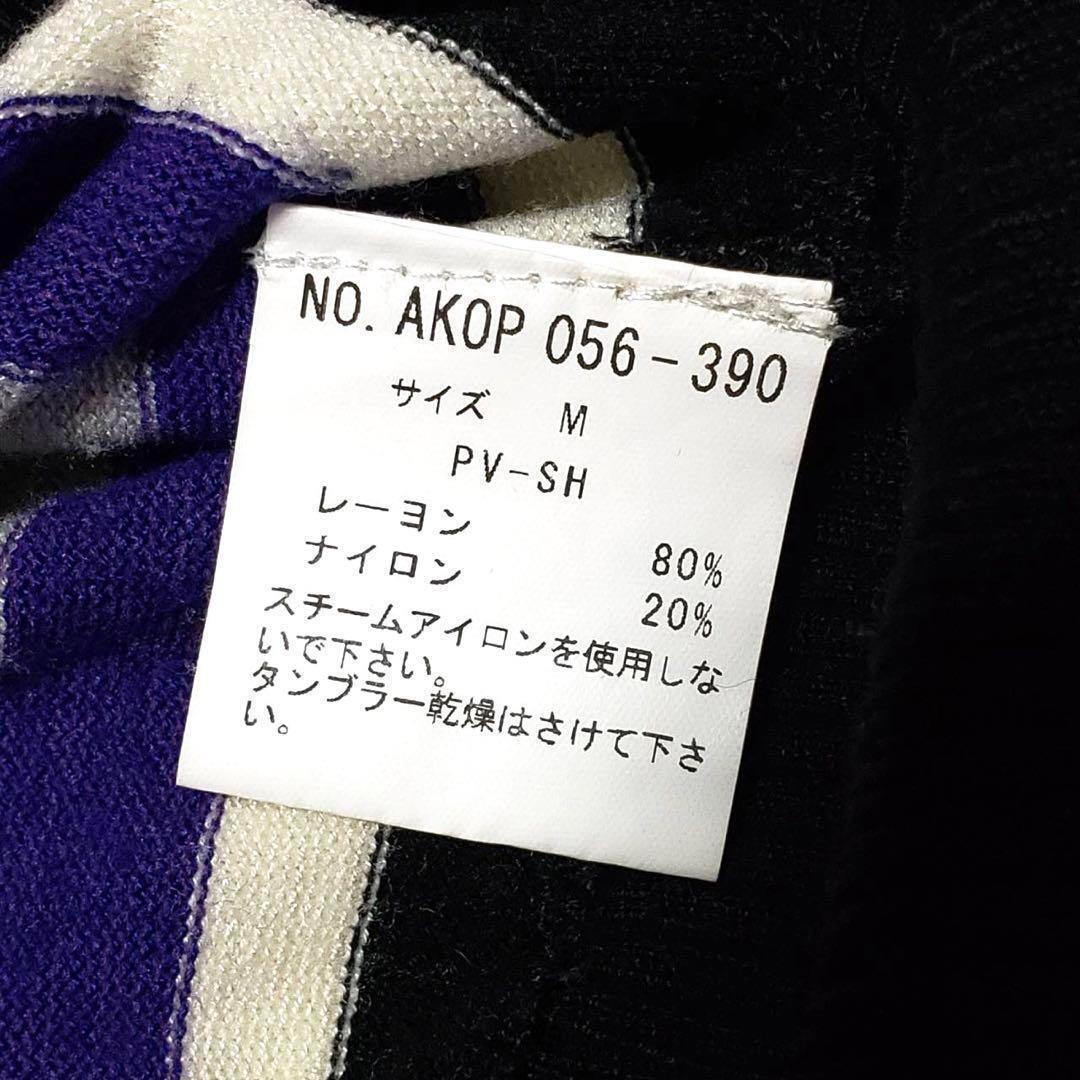 NO. AKOP 056-390
サイズ M
PV-SH
レーヨン 80%
ナイロン 20%
スチームアイロンを使用しな
いで下さい。
タンブラー乾燥はさけて下さ
い。